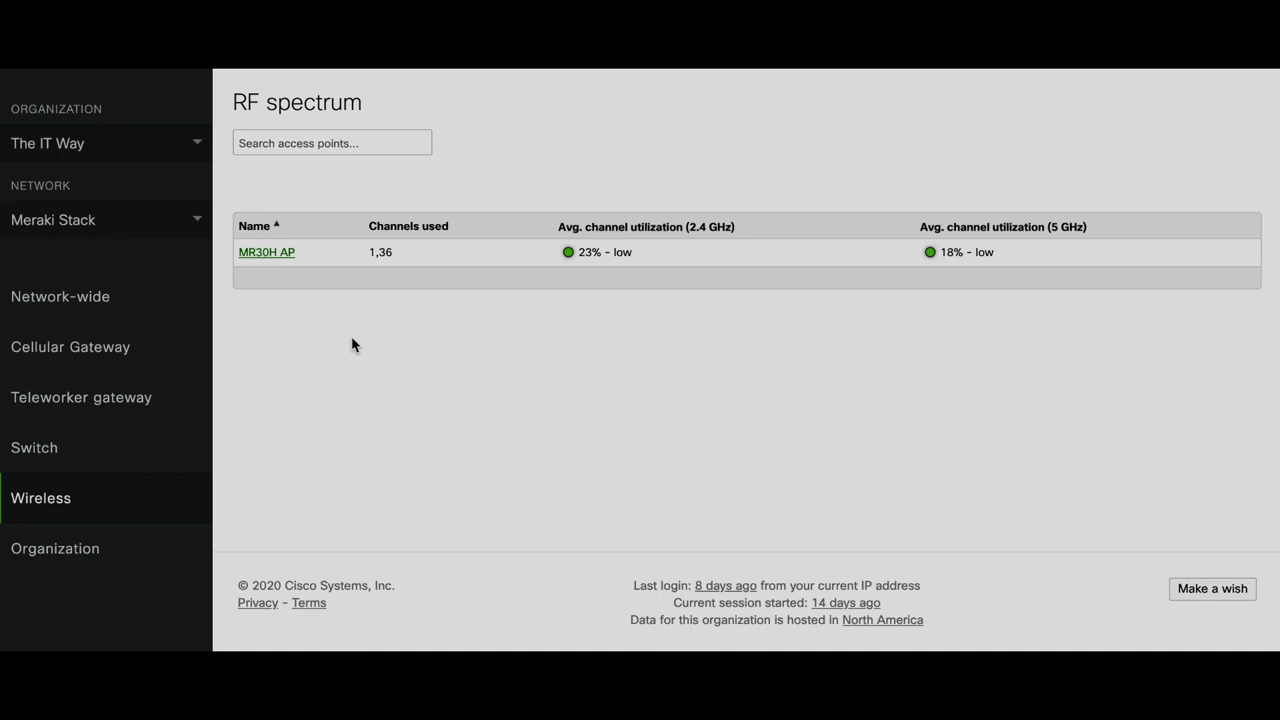 ORGANIZATION
The IT Way
NETWORK
Meraki Stack
Network-wide
Cellular Gateway
Teleworker gateway
Switch
Wireless
Organization
RF spectrum
Search access points...
Name Channels used Avg. channel utilization (2.4 GHz) Avg. channel utilization (5 GHz)
MR30H AP 1,36 23% - low 18% - low
© 2020 Cisco Systems, Inc.
Privacy - Terms
Last login: 8 days ago from your current IP address
Current session started: 14 days ago
Data for this organization is hosted in North America
Make a wish